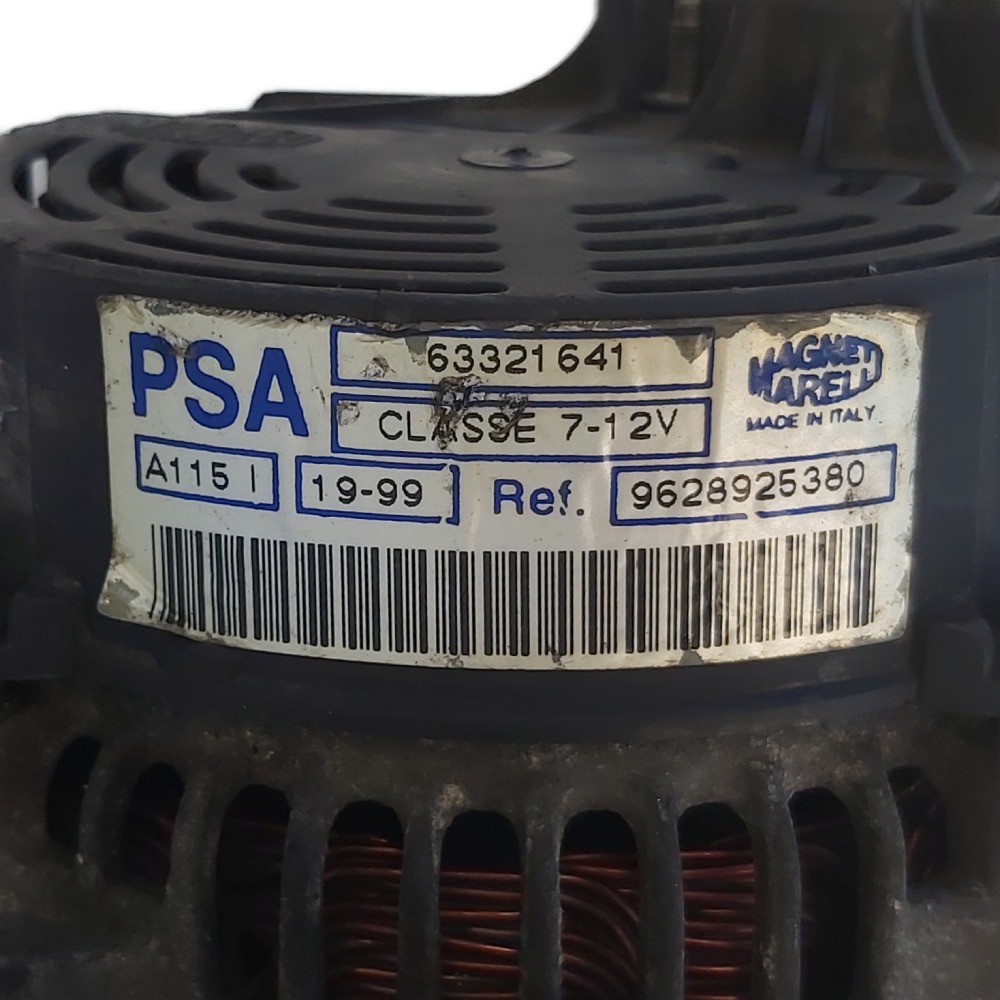 PSA
63321641
CLASSE 7-12V
MAGNETI
MARELLI
MADE IN ITALY
A115 I
19-99
Ref. 9628925380